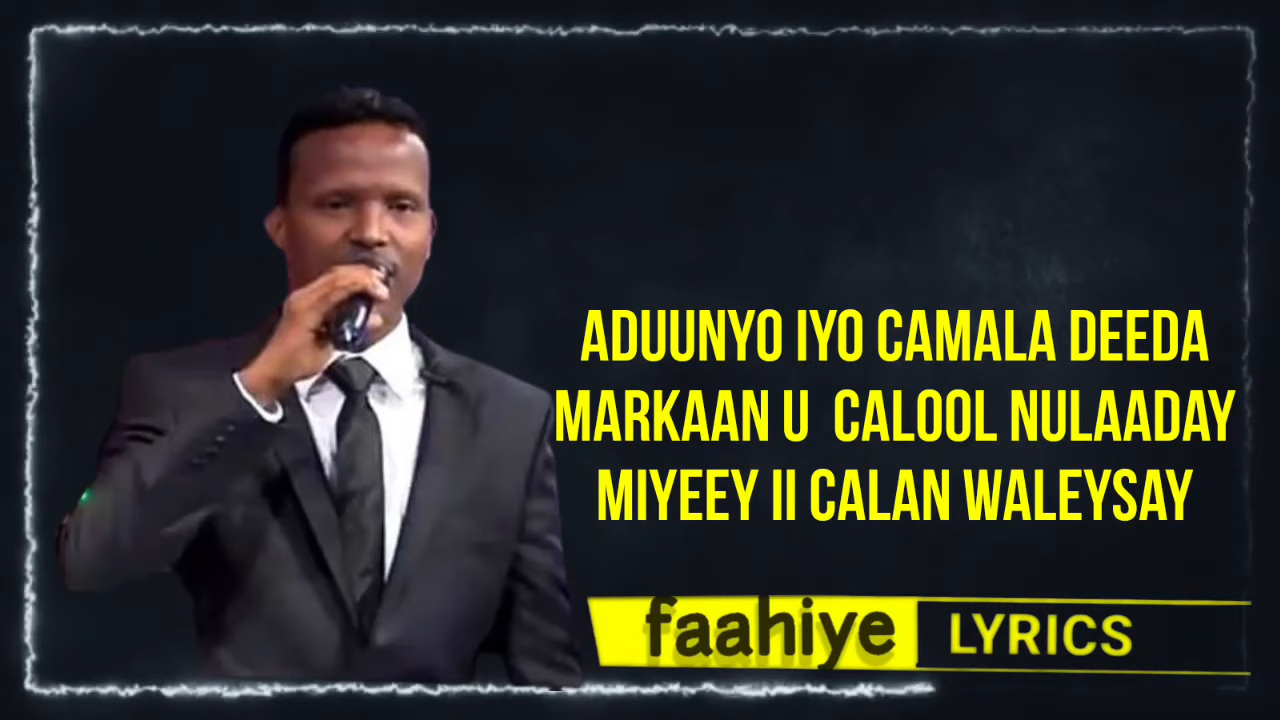 ADUUNYO IYO CAMALA DEEDA
MARKAAN U CALOOL NULAADAY
MIYEEY II CALAN WALEYSAY
faahiye LYRICS